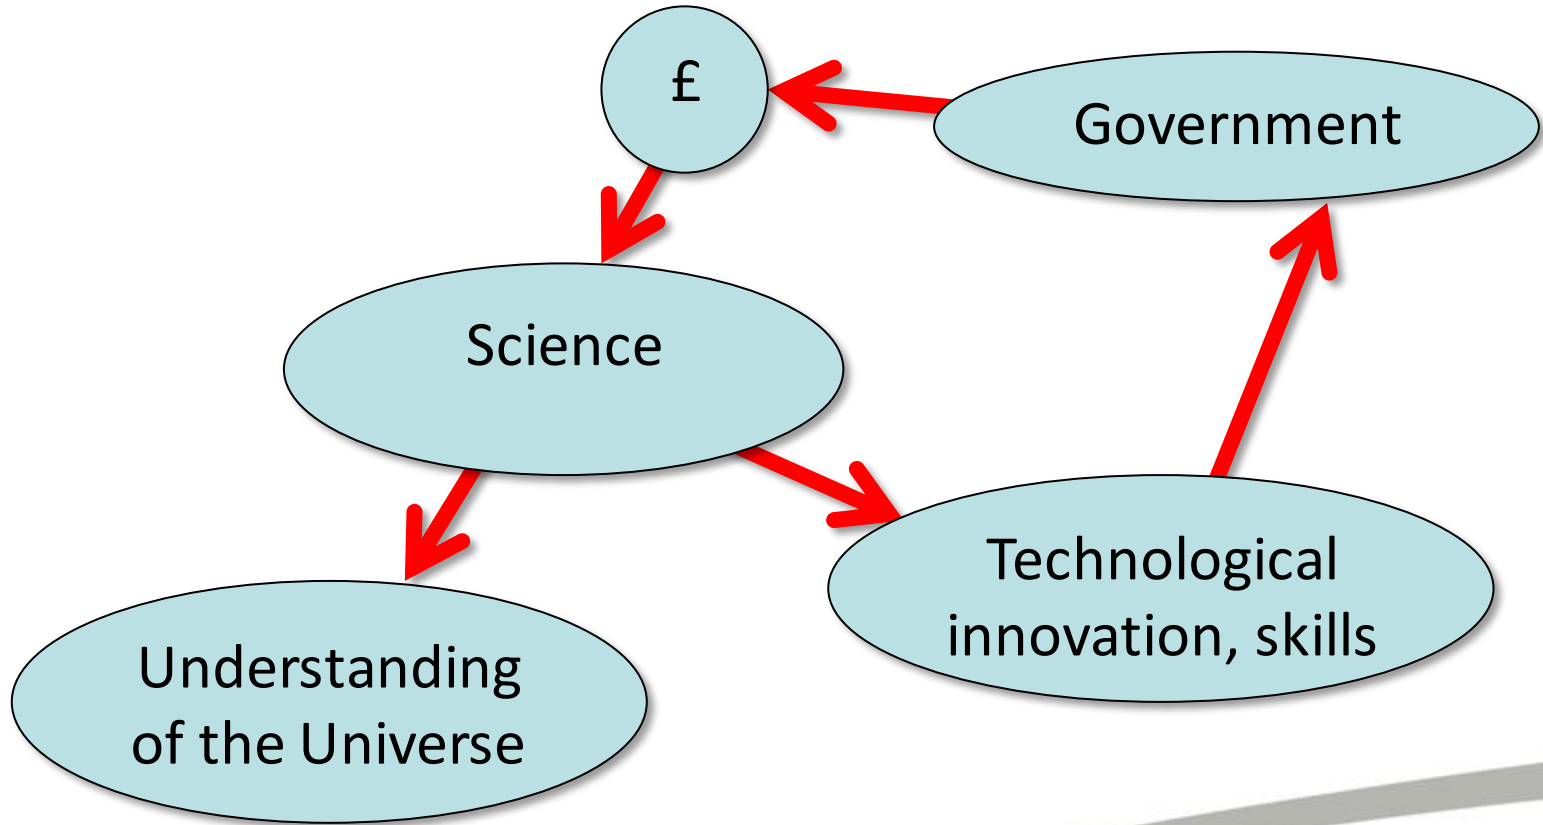 £
Government
Science
Technological
innovation, skills
Understanding
of the Universe